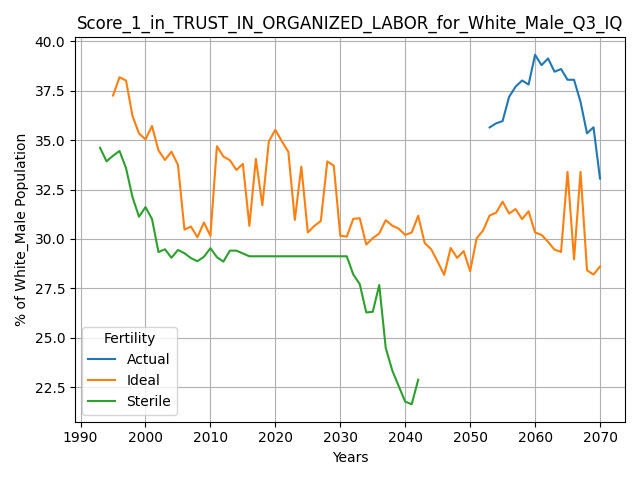 Score_1_in_TRUST_IN_ORGANIZED_LABOR_for_White_Male_Q3_IQ
40.0
37.5
35.0
32.5
30.0
27.5
25.0
22.5
% of White_Male Population
Fertility
Actual
Ideal
Sterile
1990 2000 2010 2020 2030 2040 2050 2060 2070
Years